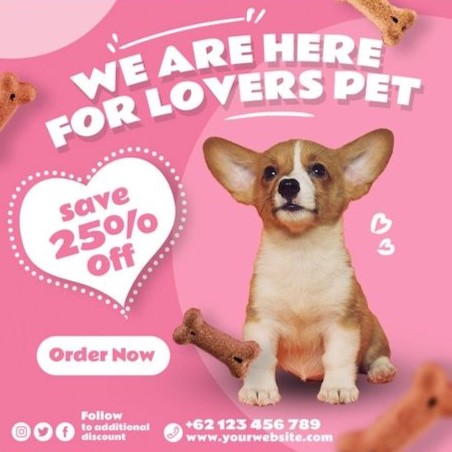 WE ARE HERE
FOR LOVERS PET
save
25%
Off
Order Now
Follow
to additional
discount
+62 123 456 789
www.yourwebsite.com